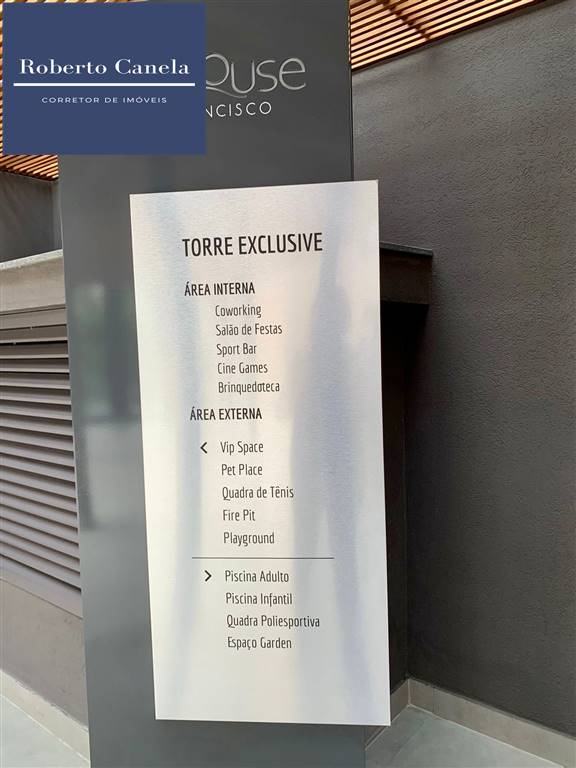 Roberto Canela
CORRETOR DE IMÓVEIS
TORRE EXCLUSIVE
ÁREA INTERNA
Coworking
Salão de Festas
Sport Bar
Cine Games
Brinquedoteca
ÁREA EXTERNA
< Vip Space
Pet Place
Quadra de Tênis
Fire Pit
Playground
> Piscina Adulto
Piscina Infantil
Quadra Poliesportiva
Espaço Garden